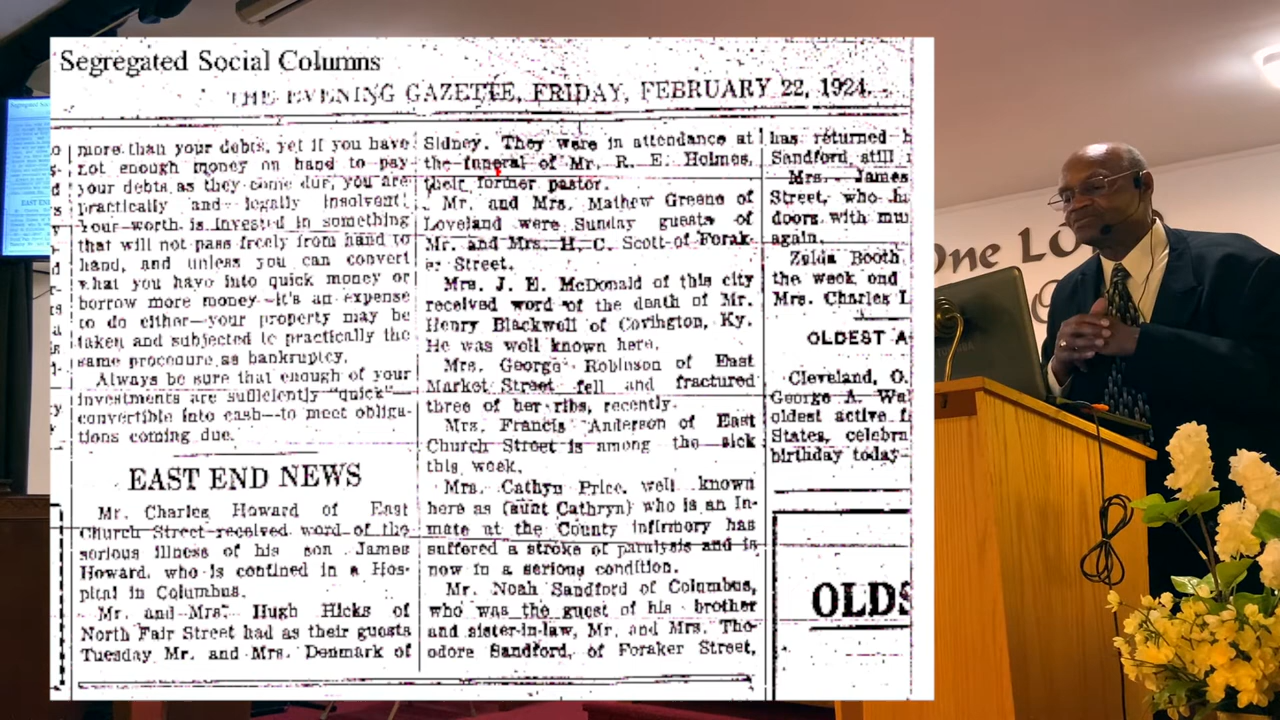 Segregated Social Columns
THE EVENING GAZETTE, FRIDAY, FEBRUARY 22, 1924.
more than your debts, yet if you have
not enough money on hand to pay
your debts as they come due, you are
practically and legally insolvent.
Your worth. Invest in something
that will not pass freely from hand to
hand, and unless you can convert
what you have into quick money or
borrow more money—it's an expense
to do either—your property may be
taken and subjected to practically the
same procedure as bankruptcy.
Always be sure that enough of your
investments are sufficiently "quick"—
convertible into cash—to meet obliga-
tions coming due.
EAST END NEWS
Mr. Charles Howard of East
Church Street received word of the
serious illness of his son James
Howard, who is confined in a Hos-
pital in Columbus.
Mr. and Mrs. Hugh Hicks of
North Fair Street had as their guests
Tuesday Mr. and Mrs. Denmark of
Sidney. They were in attendance at
the funeral of Mr. R. E. Holmes,
their former pastor.
Mr. and Mrs. Mathew Greene of
Loveland were Sunday guests of
Mr. and Mrs. H. C. Scott of Forak-
er Street.
Mrs. J. E. McDonald of this city
received word of the death of Mr.
Henry Blackwell of Covington, Ky.
He was well known here.
Mrs. George Robinson of East
Market Street fell and fractured
three of her ribs, recently.
Mrs. Francis Anderson of East
Church Street is among the sick
this week.
Mrs. Cathyn Price, well known
here as (aunt Cathryn) who is an in-
mate at the County infirmory has
suffered a stroke of paralysis and is
now in a serious condition.
Mr. Noah Sandford of Columbus,
who was the guest of his brother
and sister-in-law, Mr. and Mrs. The-
odore Sandford, of Foraker Street,
has returned
Sandford still
Mrs. James
Street, who
doors with
again.
Zelda Booth
the week end
Mrs. Charles L
OLDEST A
Cleveland, O.
George A. Wa
oldest active
States, celebra
birthday today
OLDS
One Lo